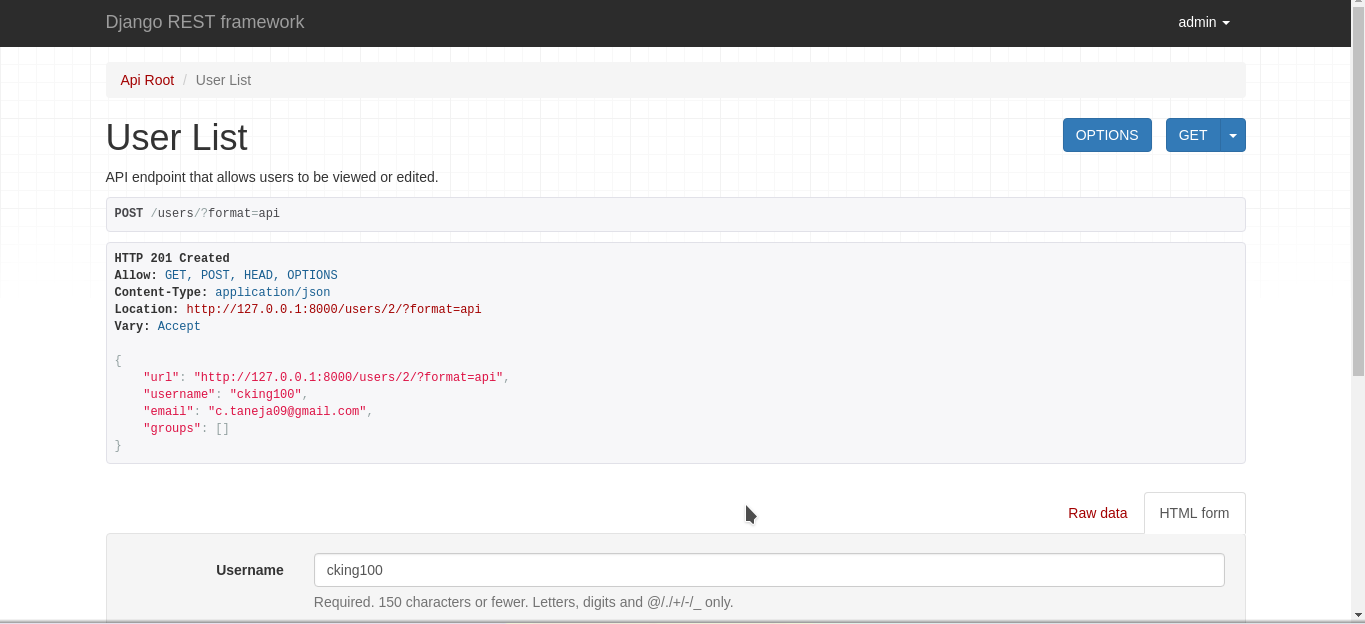 Django REST framework
admin
Api Root / User List
User List
OPTIONS
GET
API endpoint that allows users to be viewed or edited.
POST /users/?format=api
HTTP 201 Created
Allow: GET, POST, HEAD, OPTIONS
Content-Type: application/json
Location: http://127.0.0.1:8000/users/2/?format=api
Vary: Accept
{
    "url": "http://127.0.0.1:8000/users/2/?format=api",
    "username": "cking100",
    "email": "c.taneja09@gmail.com",
    "groups": []
}
Raw data
HTML form
Username
cking100
Required. 150 characters or fewer. Letters, digits and @/./+/-/_ only.